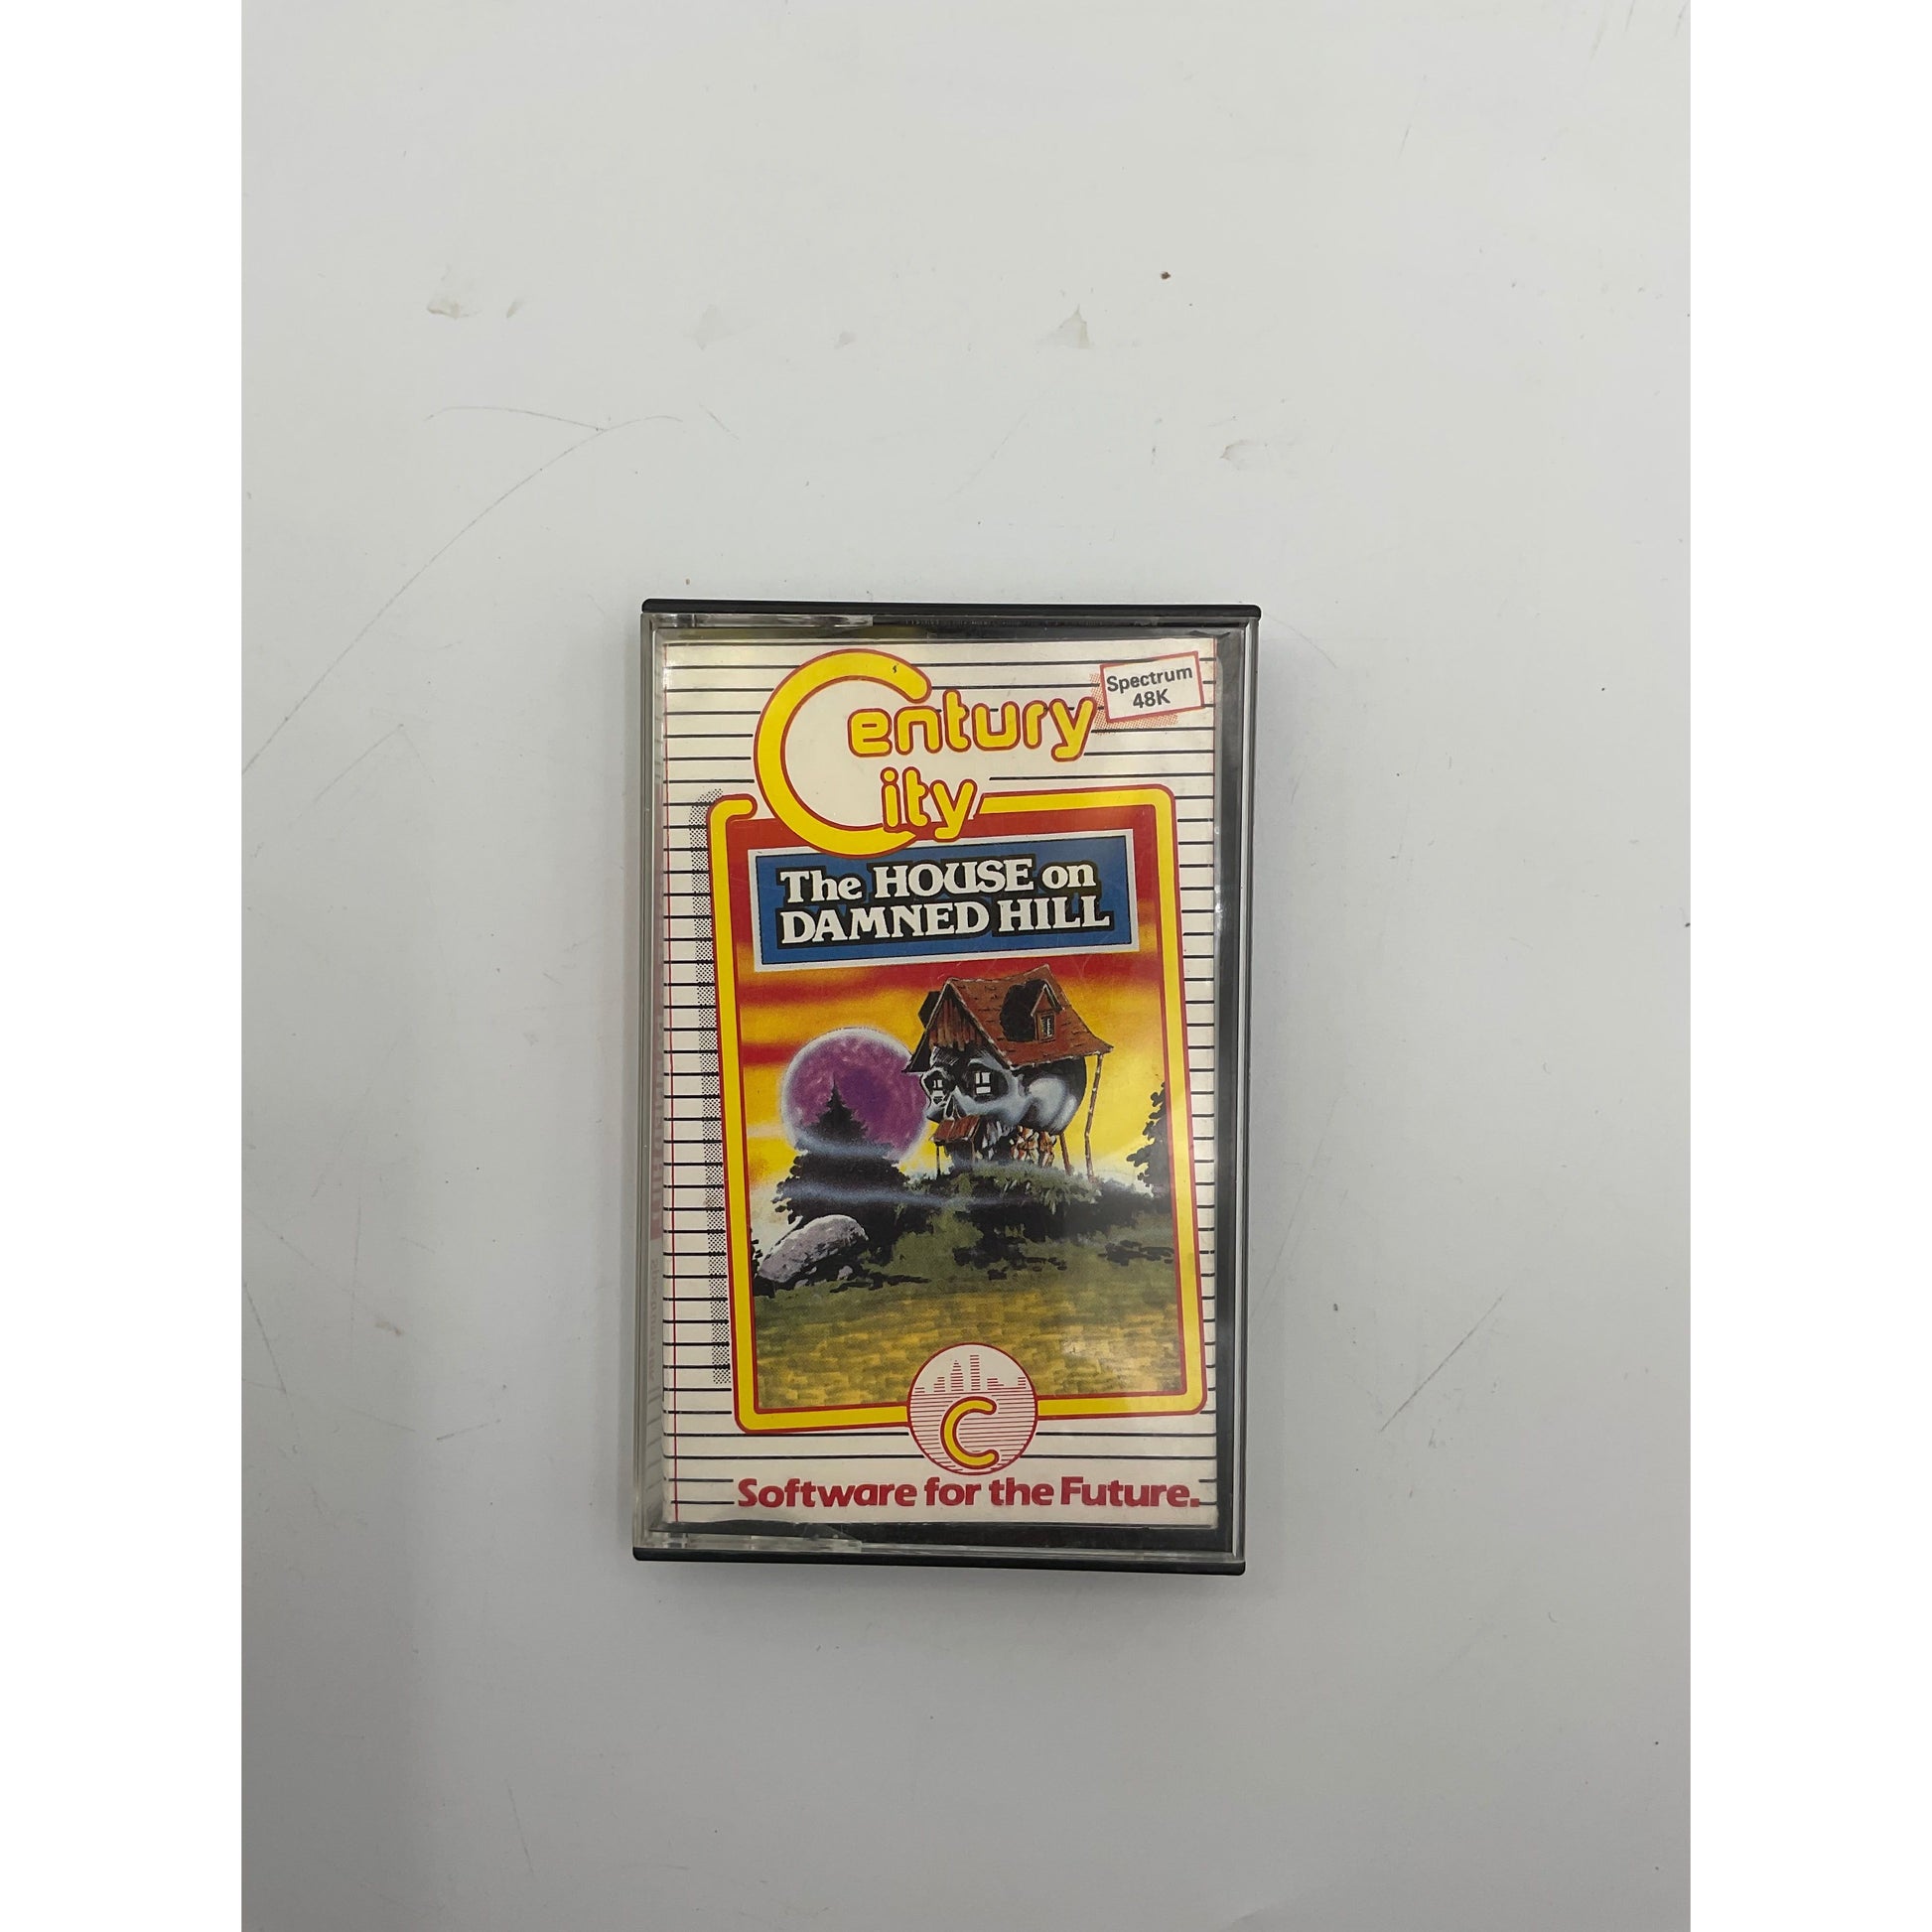 Century
City
Spectrum
48K
The HOUSE on
DAMNED HILL
C
Software for the Future.